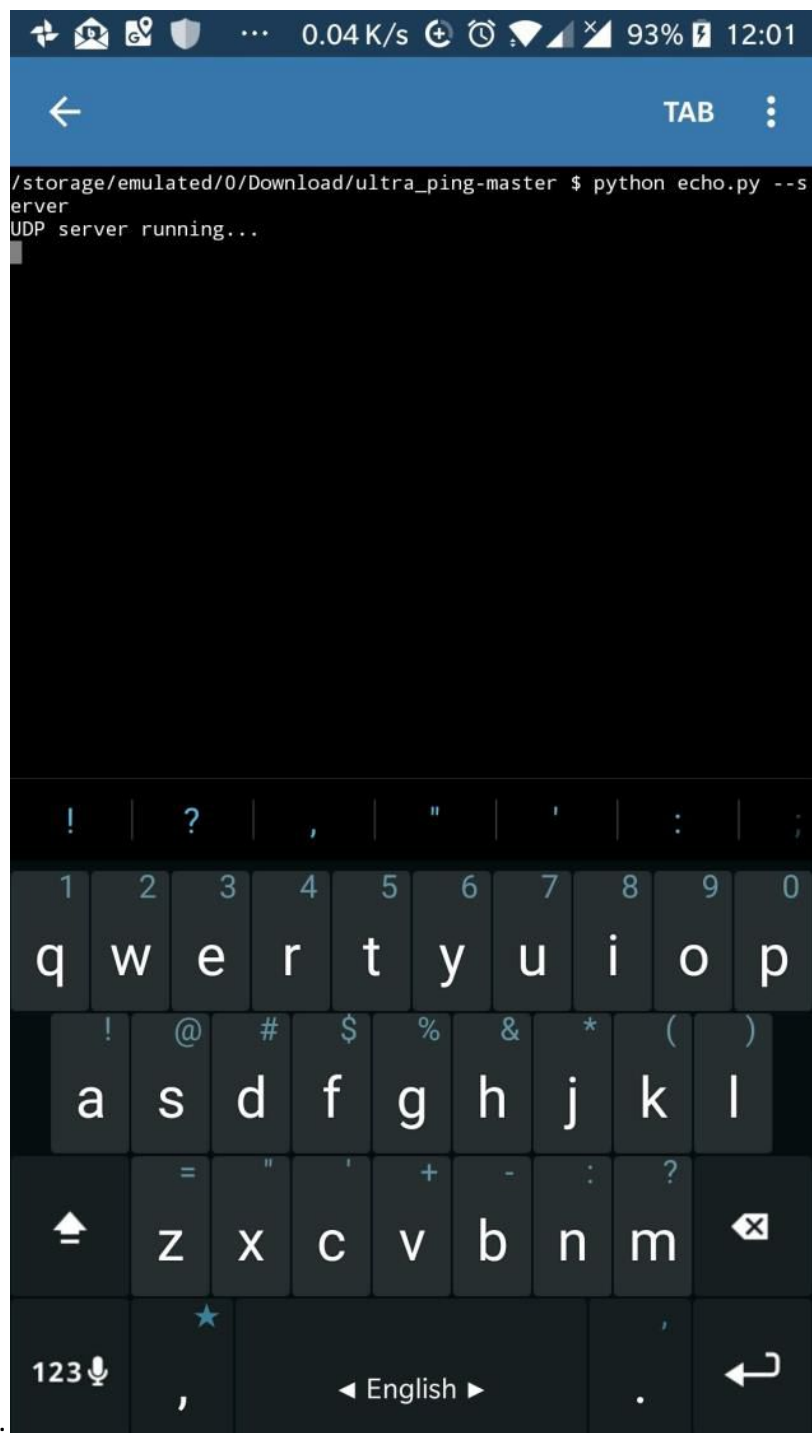 ... 0.04 K/s 93% 12:01
TAB
/storage/emulated/0/Download/ultra_ping-master $ python echo.py --s
erver
UDP server running...
! ? , " ' : ;
1 2 3 4 5 6 7 8 9 0
q w e r t y u i o p
! @ # $ % & * ( )
a s d f g h j k l
= " ' + - : ?
z x c v b n m
,
123 , ◄ English ► .
.